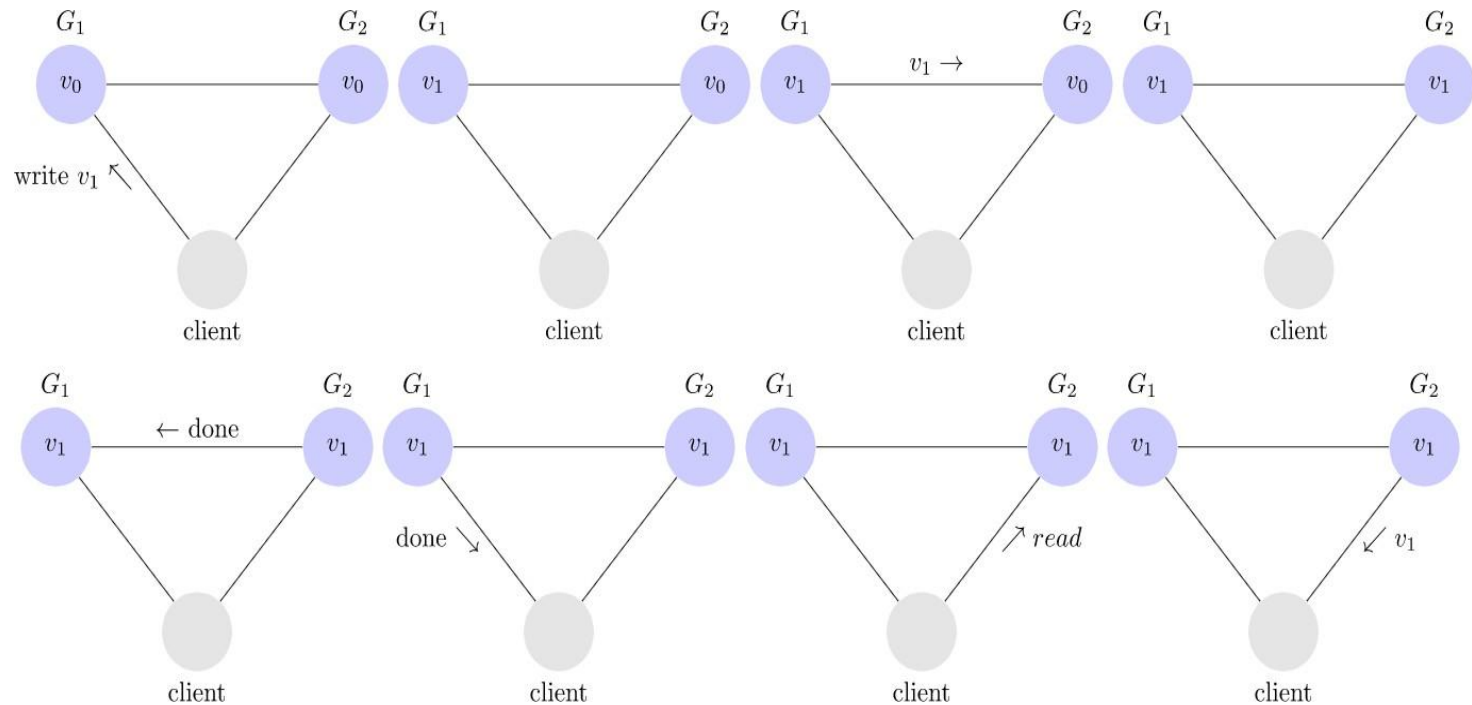 G₁ G₂ G₁ G₂ G₁ G₂ G₁ G₂
v₁ →
v₀ v₀ v₁ v₀ v₁ v₀ v₁ v₁
write v₁ ↖
client client client client
G₁ G₂ G₁ G₂ G₁ G₂ G₁ G₂
← done
v₁ v₁ v₁ v₁ v₁ v₁ v₁ v₁
done ↘ ↗ read ↙ v₁
client client client client